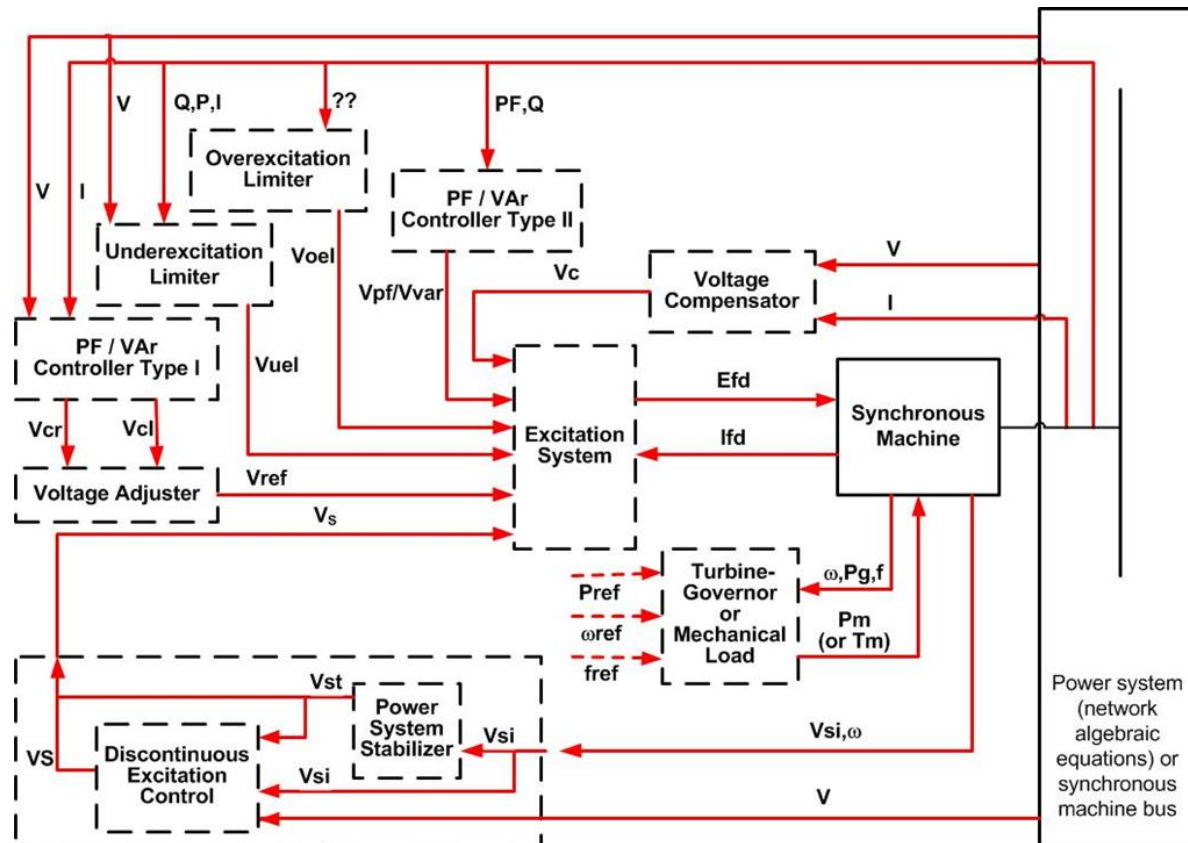 V
Q,P,I
??
PF,Q
Overexcitation
Limiter
PF / VAr
Controller Type II
V
I
Underexcitation
Limiter
Voel
Vpf/Vvar
Vc
Voltage
Compensator
V
I
PF / VAr
Controller Type I
Vuel
Vcr
Vcl
Voltage Adjuster
Vref
Vs
Excitation
System
Efd
Ifd
Synchronous
Machine
Pref
ωref
fref
Turbine-
Governor
or
Mechanical
Load
ω,Pg,f
Pm
(or Tm)
Vst
Power
System
Stabilizer
Vsi
Vsi,ω
VS
Discontinuous
Excitation
Control
Vsi
V
Power system
(network
algebraic
equations) or
synchronous
machine bus